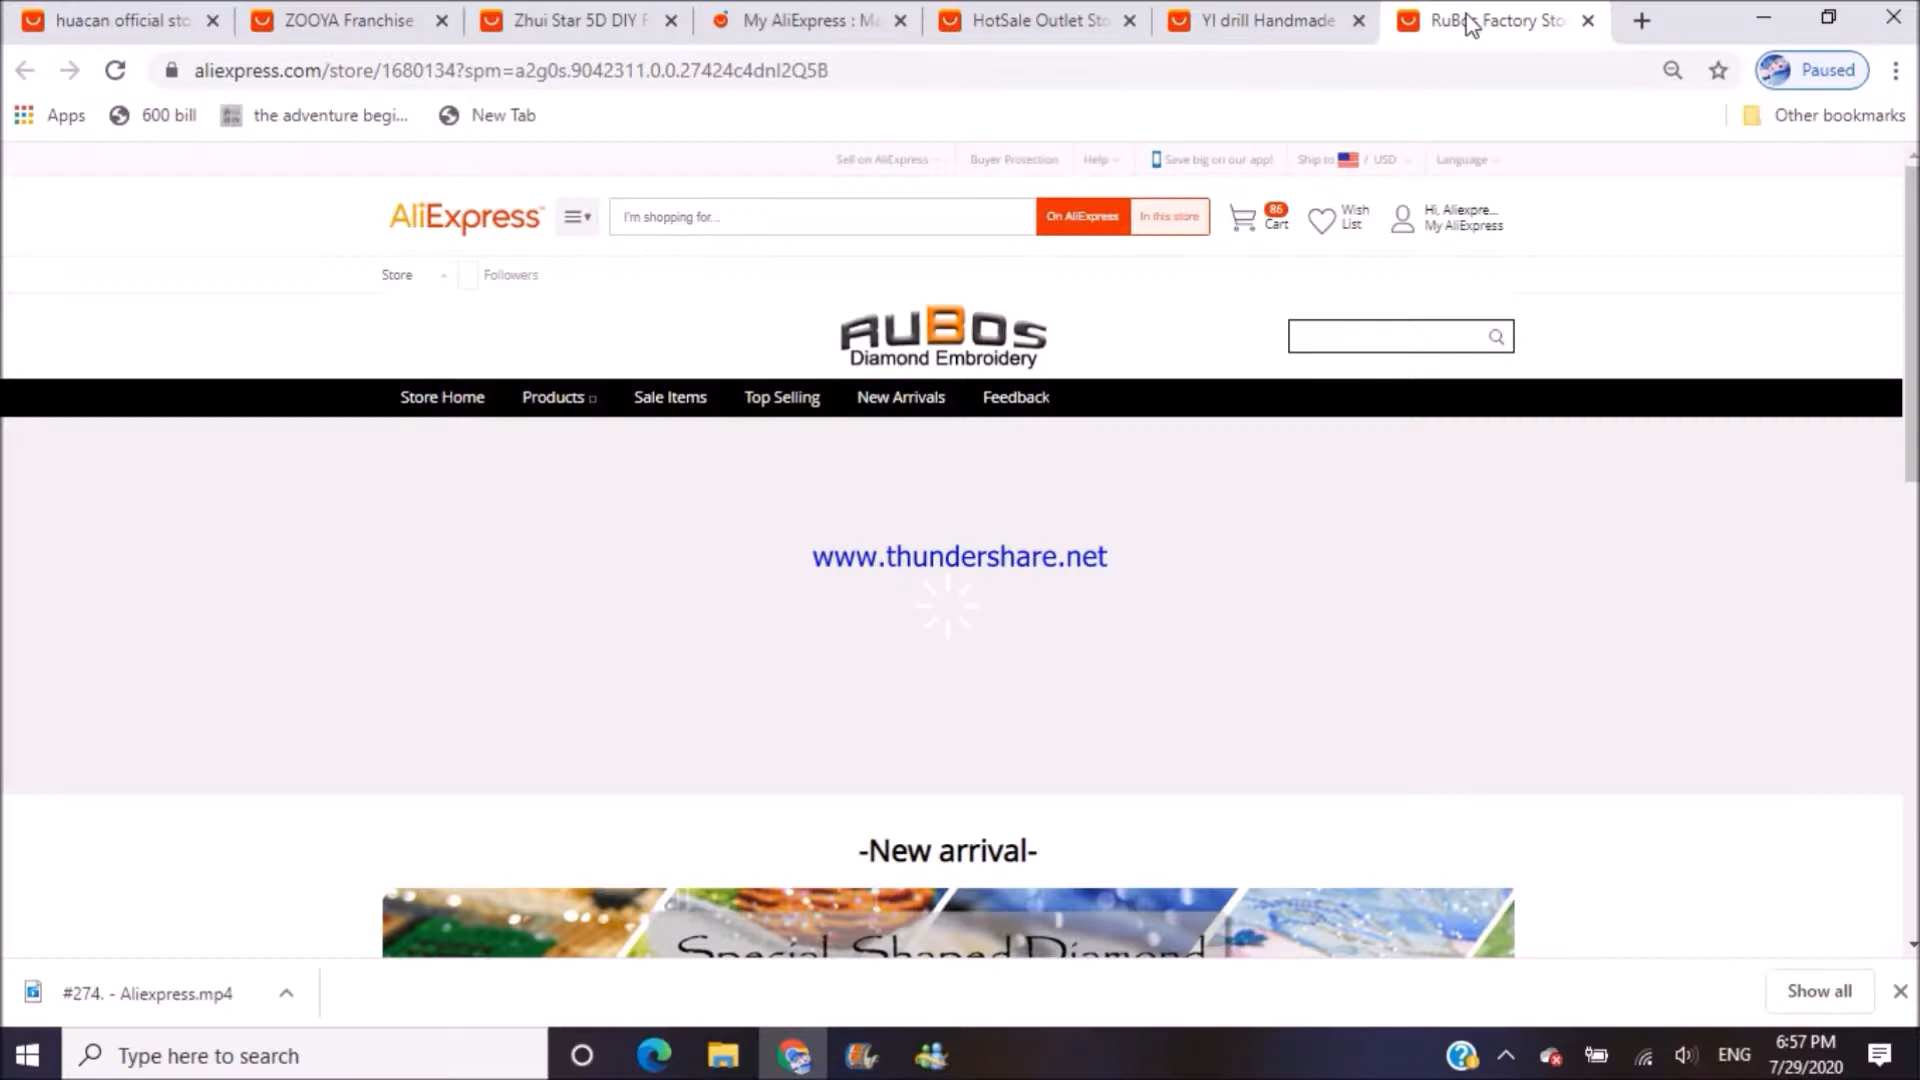 huacan official sto
ZOOYA Franchise
Zhui Star 5D DIY F
My AliExpress : Ma
HotSale Outlet Sto
YI drill Handmade
RuBos Factory Sto
aliexpress.com/store/1680134?spm=a2g0s.9042311.0.0.27424c4dnI2Q5B
Paused
Apps
600 bill
the adventure begi...
New Tab
Other bookmarks
Sell on AliExpress
Buyer Protection
Help
Save big on our app!
Ship to / USD
Language
AliExpress
I'm shopping for...
On AliExpress
In this store
86
Cart
Wish
List
Hi, Aliexpre...
My AliExpress
Store
Followers
RUBOS
Diamond Embroidery
Store Home
Products
Sale Items
Top Selling
New Arrivals
Feedback
www.thundershare.net
-New arrival-
Special Shaped Diamond
#274. - Aliexpress.mp4
Show all
Type here to search
ENG
6:57 PM
7/29/2020